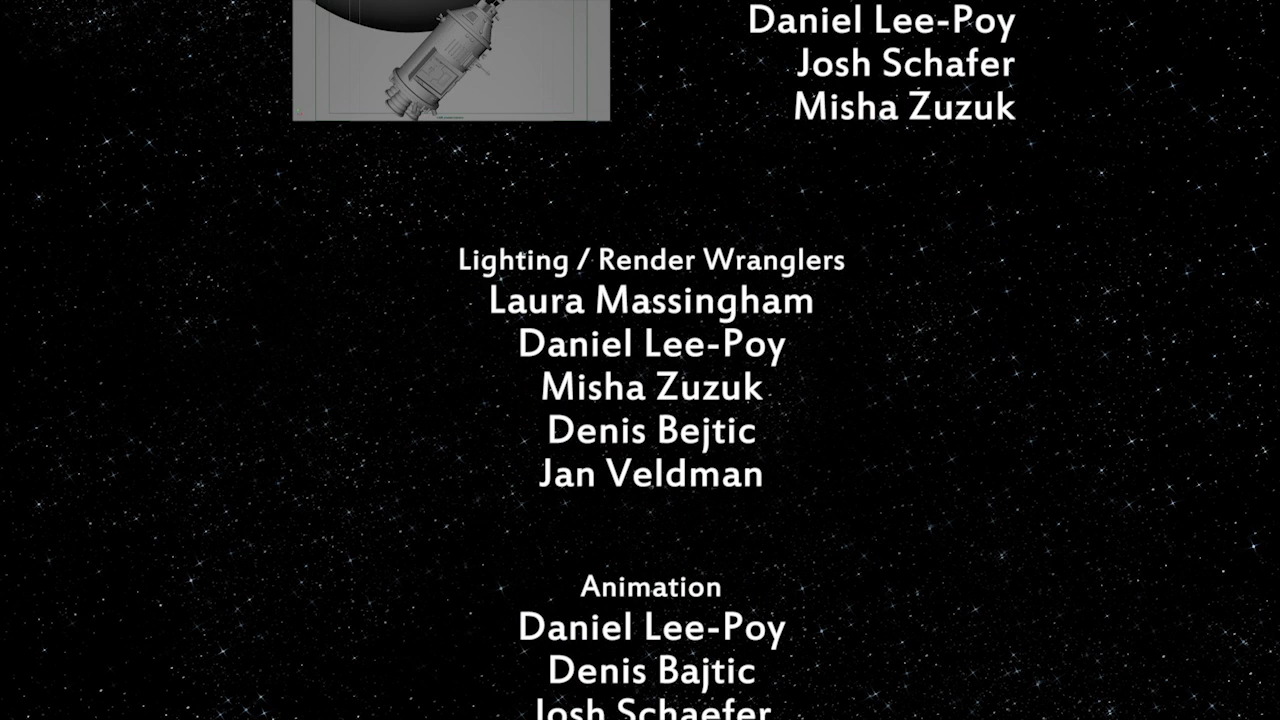 Daniel Lee-Poy
Josh Schafer
Misha Zuzuk
Lighting / Render Wranglers
Laura Massingham
Daniel Lee-Poy
Misha Zuzuk
Denis Bejtic
Jan Veldman
Animation
Daniel Lee-Poy
Denis Bajtic
Josh Schaefer